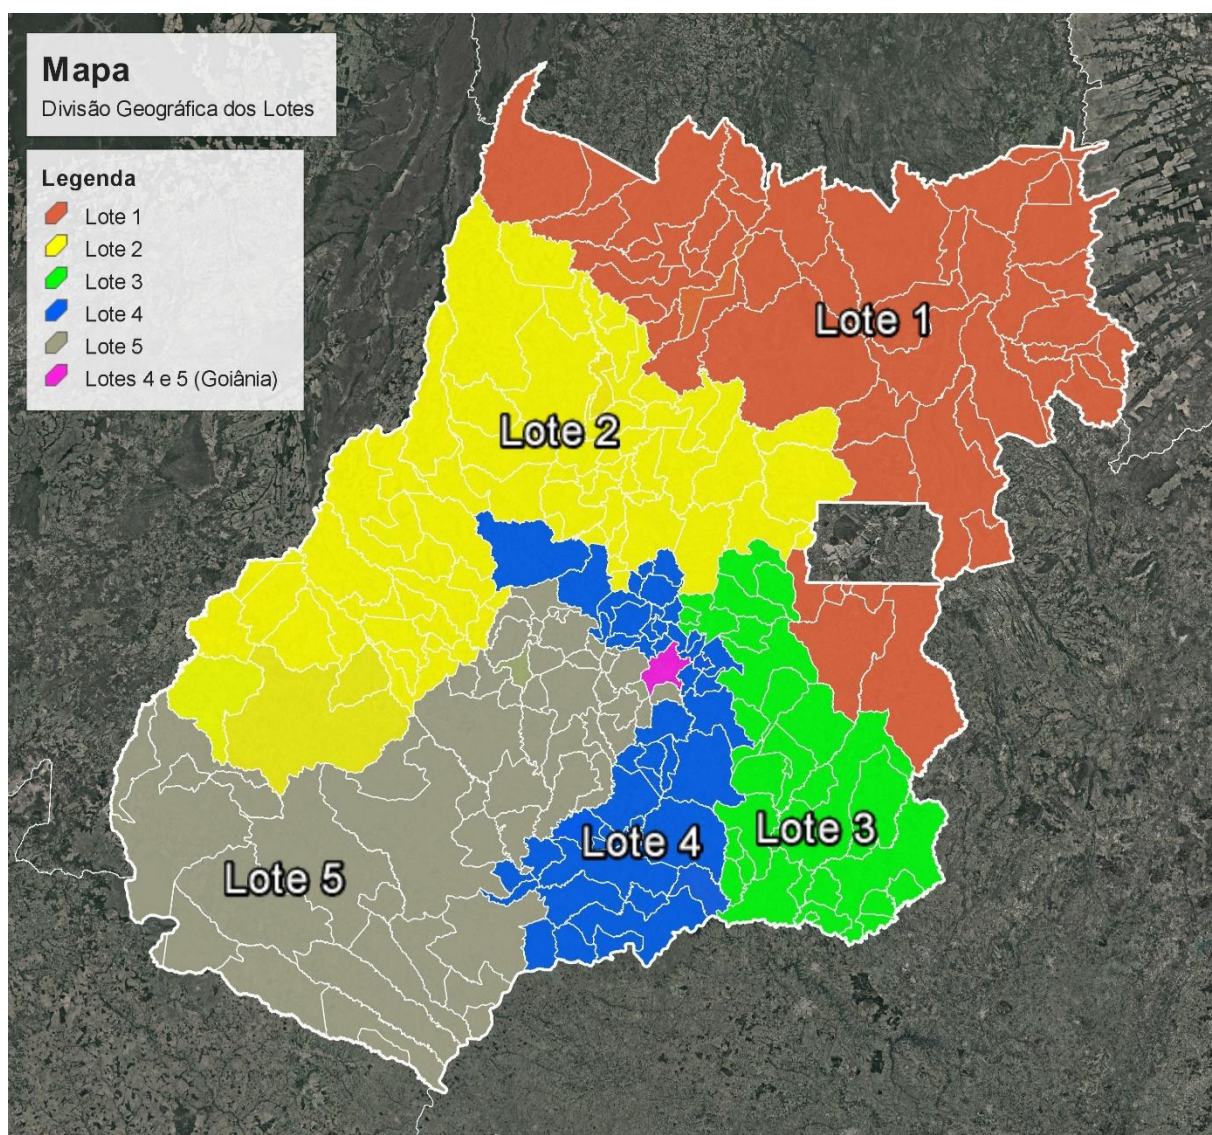 Mapa
Divisão Geográfica dos Lotes
Legenda
Lote 1
Lote 2
Lote 3
Lote 4
Lote 5
Lotes 4 e 5 (Goiânia)
Lote 1
Lote 2
Lote 4
Lote 3
Lote 5